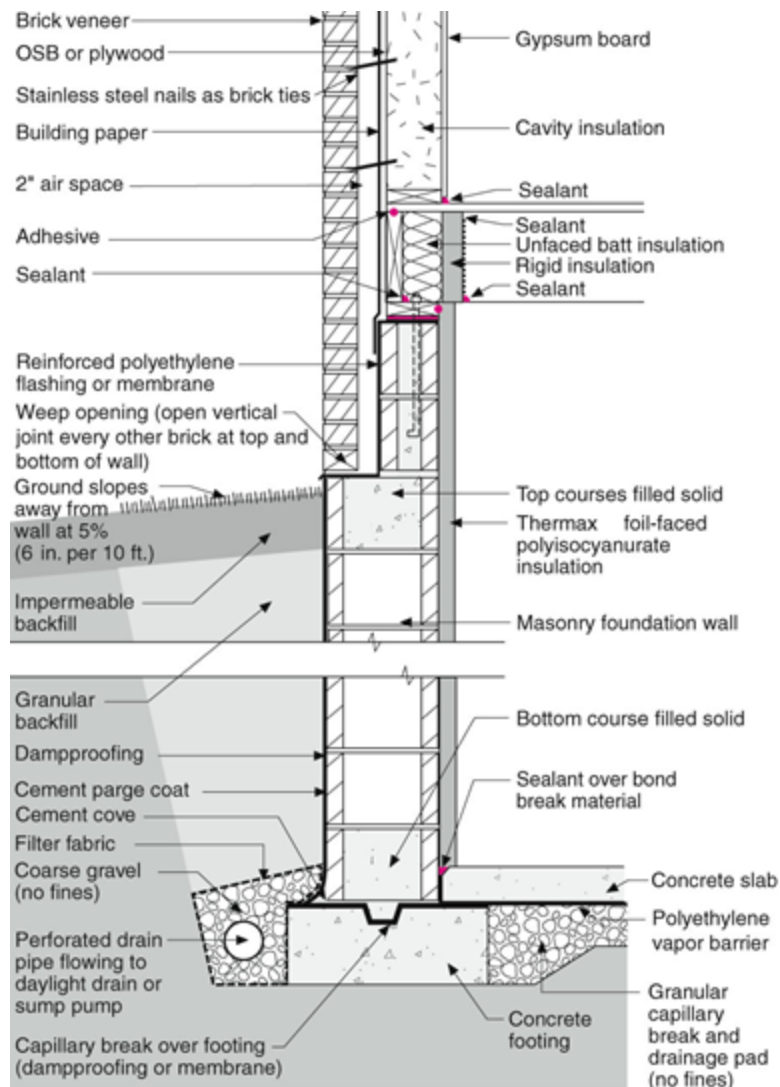 Brick veneer
OSB or plywood
Stainless steel nails as brick ties
Building paper
2" air space
Adhesive
Sealant
Reinforced polyethylene
flashing or membrane
Weep opening (open vertical
joint every other brick at top and
bottom of wall)
Ground slopes
away from
wall at 5%
(6 in. per 10 ft.)
Impermeable
backfill
Granular
backfill
Dampproofing
Cement parge coat
Cement cove
Filter fabric
Coarse gravel
(no fines)
Perforated drain
pipe flowing to
daylight drain or
sump pump
Capillary break over footing
(dampproofing or membrane)
Gypsum board
Cavity insulation
Sealant
Sealant
Unfaced batt insulation
Rigid insulation
Sealant
Top courses filled solid
Thermax foil-faced
polyisocyanurate
insulation
Masonry foundation wall
Bottom course filled solid
Sealant over bond
break material
Concrete slab
Polyethylene
vapor barrier
Granular
capillary
break and
drainage pad
(no fines)
Concrete
footing